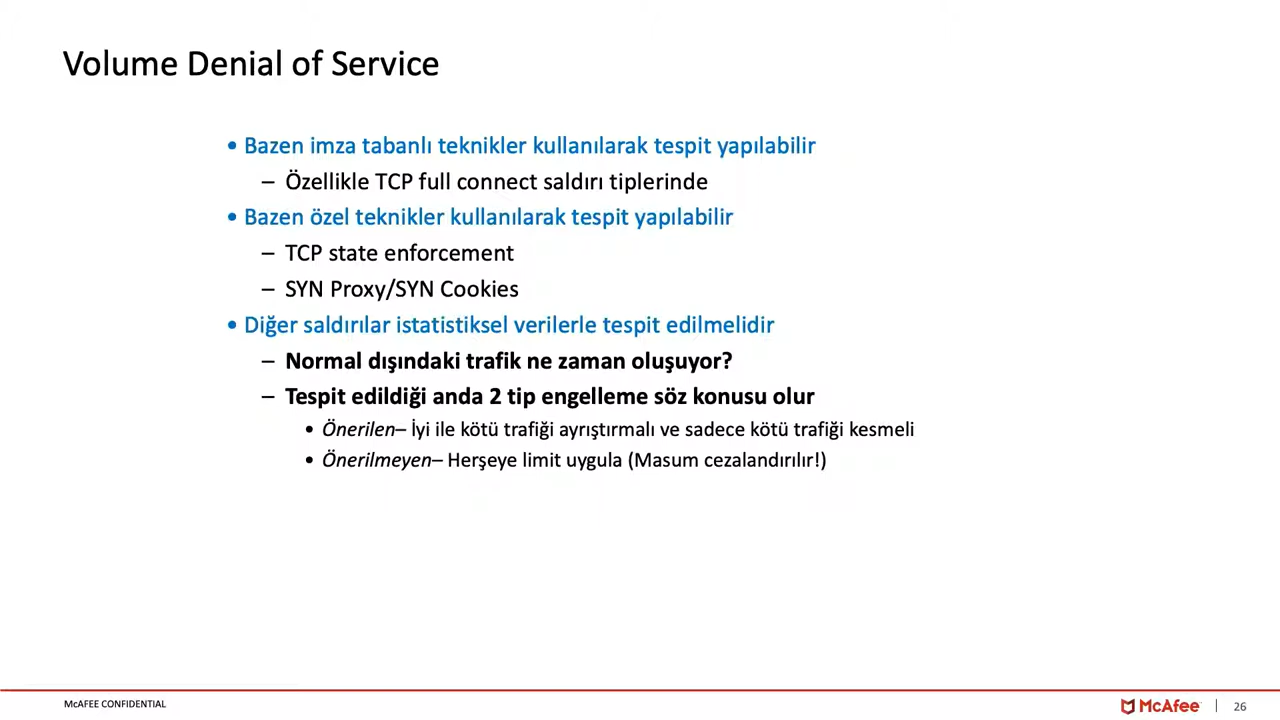 Volume Denial of Service
• Bazen imza tabanlı teknikler kullanılarak tespit yapılabilir
– Özellikle TCP full connect saldırı tiplerinde
• Bazen özel teknikler kullanılarak tespit yapılabilir
– TCP state enforcement
– SYN Proxy/SYN Cookies
• Diğer saldırılar istatistiksel verilerle tespit edilmelidir
– Normal dışındaki trafik ne zaman oluşuyor?
– Tespit edildiği anda 2 tip engelleme söz konusu olur
• Önerilen– İyi ile kötü trafiği ayrıştırmalı ve sadece kötü trafiği kesmeli
• Önerilmeyen– Herşeye limit uygula (Masum cezalandırılır!)
McAFEE CONFIDENTIAL
McAfee | 26